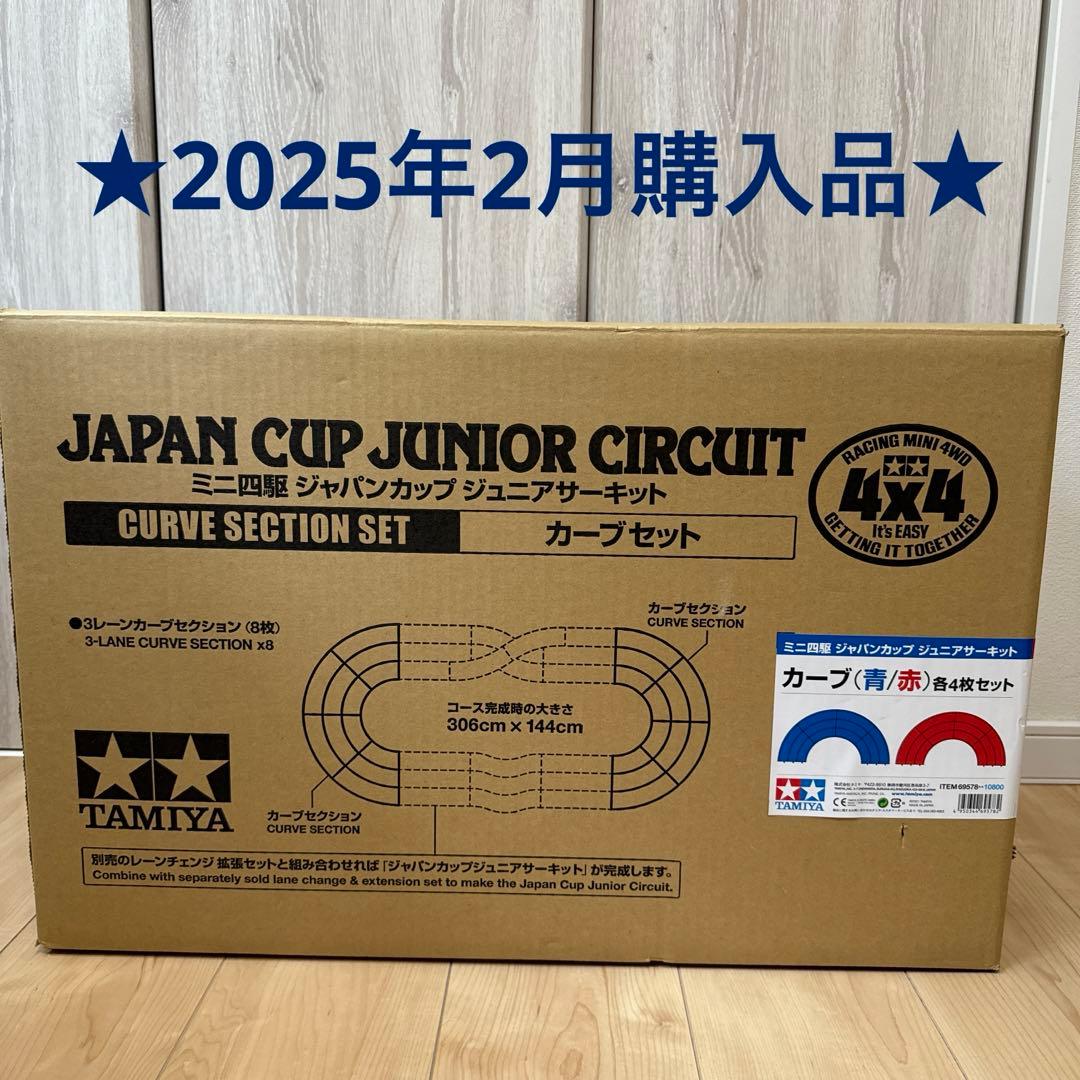 ★2025年2月購入品★
JAPAN CUP JUNIOR CIRCUIT
ミニ四駆 ジャパンカップ ジュニアサーキット
CURVE SECTION SET
カーブセット
RACING MINI 4WD
4x4
It's EASY
GETTING IT TOGETHER
●3レーンカーブセクション(8枚)
3-LANE CURVE SECTION x8
カーブセクション
CURVE SECTION
コース完成時の大きさ
306cm×144cm
カーブセクション
CURVE SECTION
TAMIYA
別売のレーンチェンジ 拡張セットと組み合わせれば「ジャパンカップジュニアサーキット」が完成します。
Combine with separately sold lane change & extension set to make the Japan Cup Junior Circuit.
ミニ四駆 ジャパンカップ ジュニアサーキット
カーブ(青/赤)各4枚セット
TAMIYA
www.tamiya.com
ITEM 69578
10800
4 950344 695782